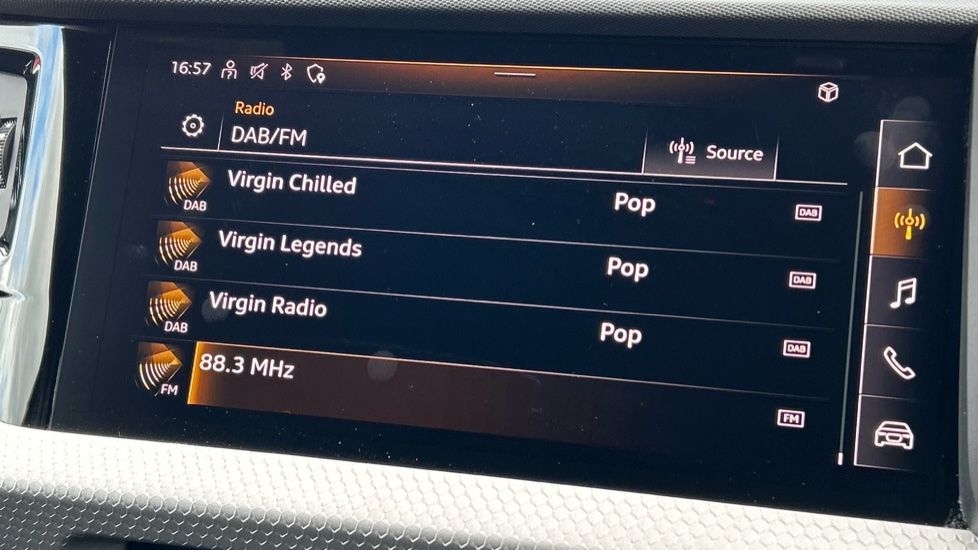 16:57
Radio
DAB/FM
Source
DAB Virgin Chilled Pop DAB
DAB Virgin Legends Pop DAB
DAB Virgin Radio Pop DAB
FM 88.3 MHz FM